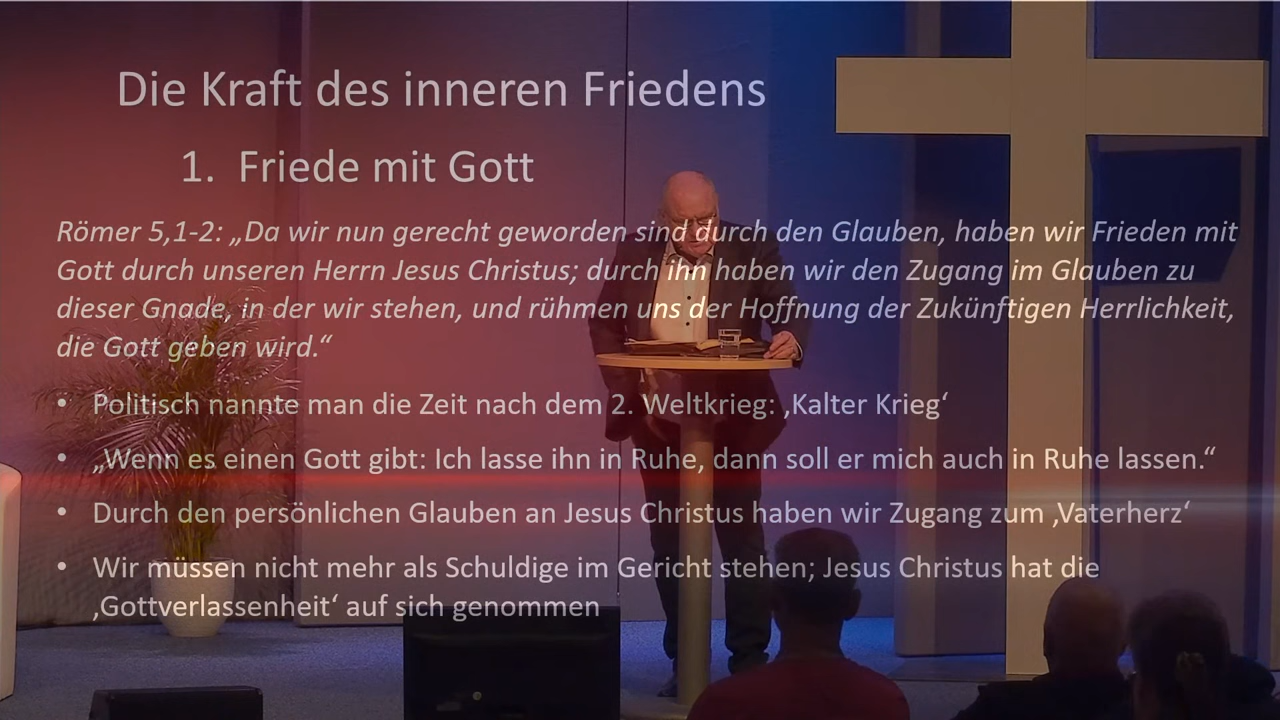 Die Kraft des inneren Friedens
1. Friede mit Gott
Römer 5,1-2: „Da wir nun gerecht geworden sind durch den Glauben, haben wir Frieden mit
Gott durch unseren Herrn Jesus Christus; durch ihn haben wir den Zugang im Glauben zu
dieser Gnade, in der wir stehen, und rühmen uns der Hoffnung der Zukünftigen Herrlichkeit,
die Gott geben wird.“
• Politisch nannte man die Zeit nach dem 2. Weltkrieg: ‚Kalter Krieg‘
• „Wenn es einen Gott gibt: Ich lasse ihn in Ruhe, dann soll er mich auch in Ruhe lassen.“
• Durch den persönlichen Glauben an Jesus Christus haben wir Zugang zum ‚Vaterherz‘
• Wir müssen nicht mehr als Schuldige im Gericht stehen; Jesus Christus hat die
‚Gottverlassenheit‘ auf sich genommen